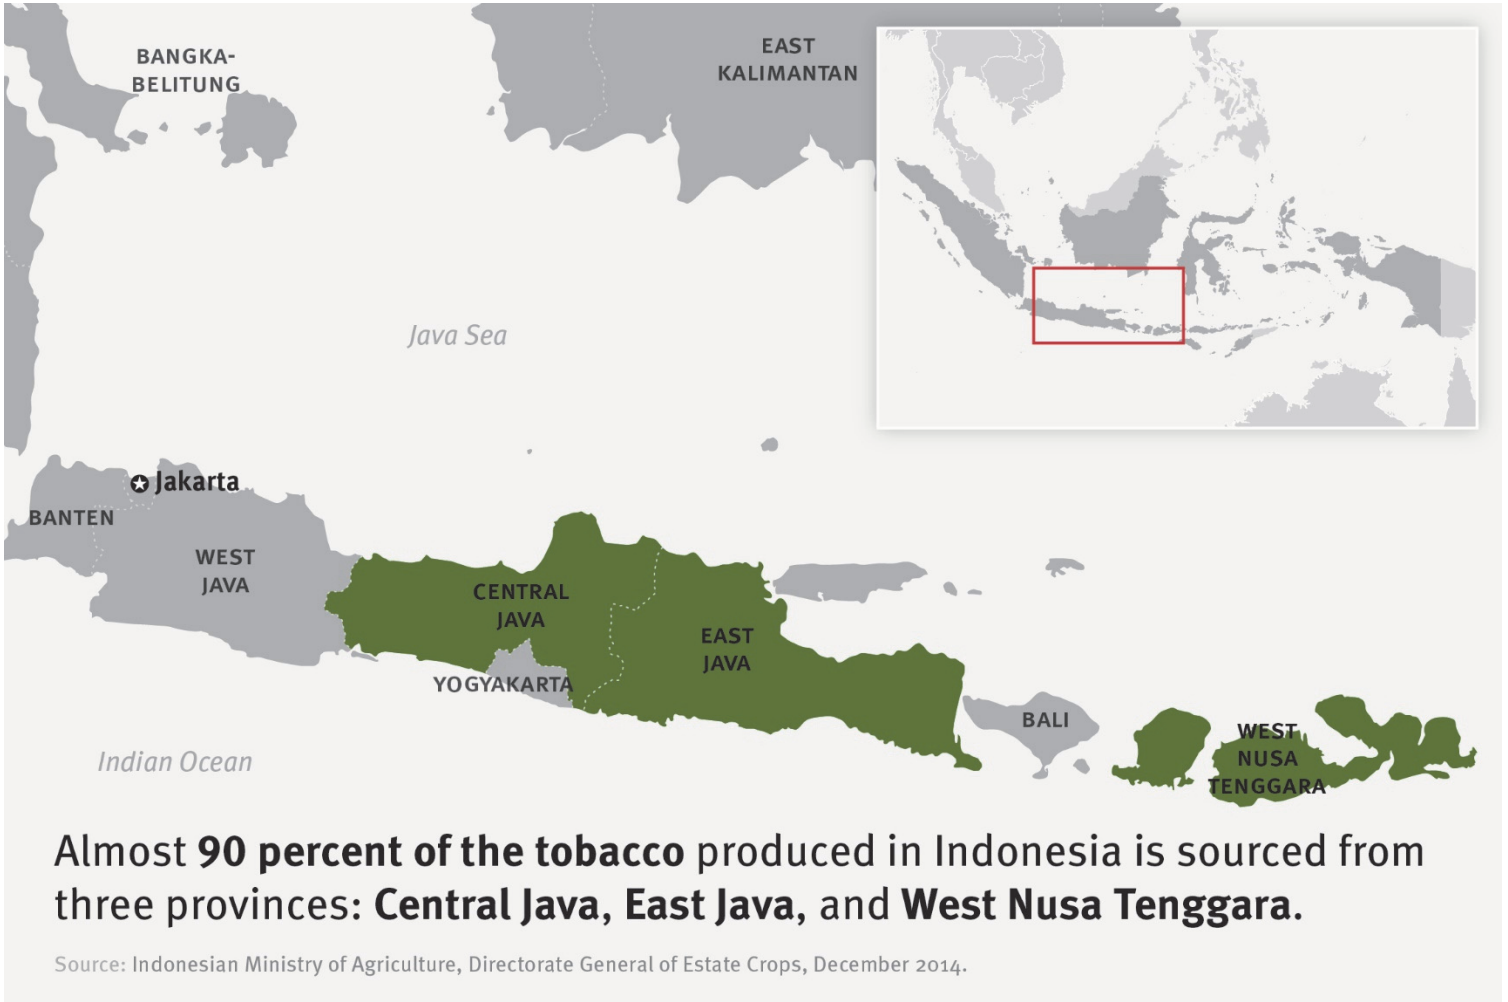 BANGKA-
BELITUNG
EAST
KALIMANTAN
Java Sea
Jakarta
BANTEN
WEST
JAVA
CENTRAL
JAVA
EAST
JAVA
YOGYAKARTA
BALI
WEST
NUSA
TENGGARA
Indian Ocean
Almost 90 percent of the tobacco produced in Indonesia is sourced from
three provinces: Central Java, East Java, and West Nusa Tenggara.
Source: Indonesian Ministry of Agriculture, Directorate General of Estate Crops, December 2014.